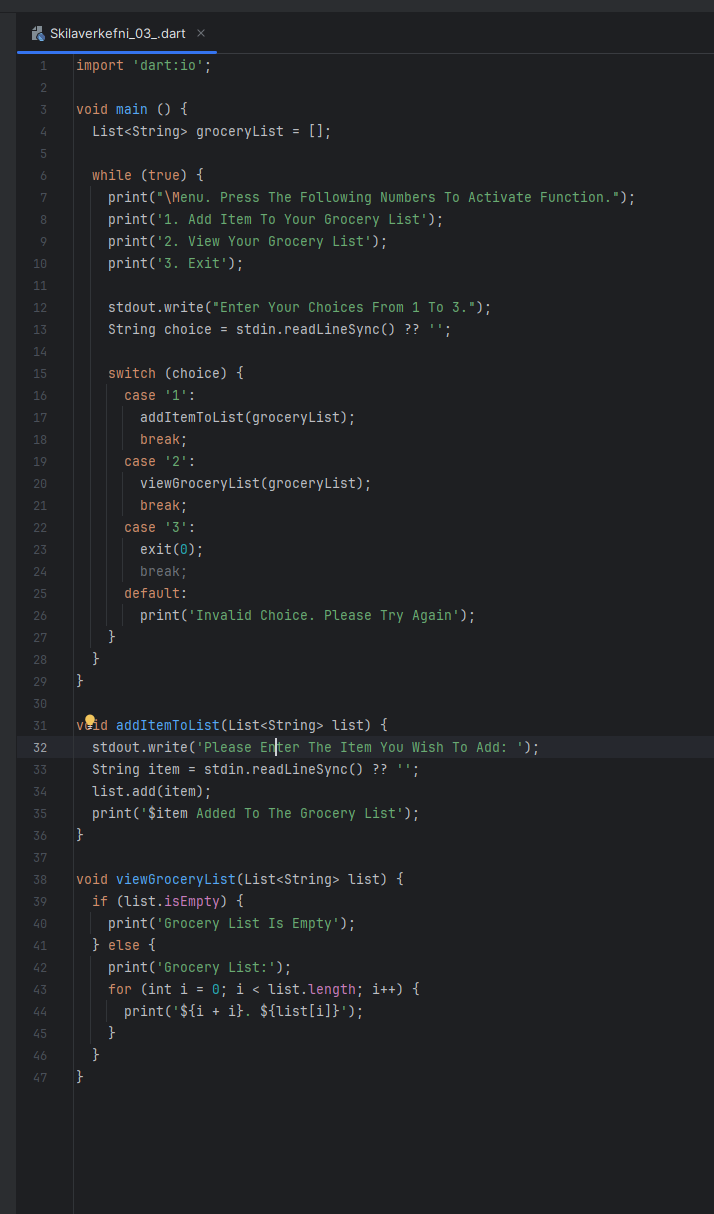 Skilaverkefni_03_.dart
1 import 'dart:io';
2
3 void main () {
4   List<String> groceryList = [];
5
6   while (true) {
7     print("\Menu. Press The Following Numbers To Activate Function.");
8     print('1. Add Item To Your Grocery List');
9     print('2. View Your Grocery List');
10     print('3. Exit');
11
12     stdout.write("Enter Your Choices From 1 To 3.");
13     String choice = stdin.readLineSync() ?? '';
14
15     switch (choice) {
16       case '1':
17         addItemToList(groceryList);
18         break;
19       case '2':
20         viewGroceryList(groceryList);
21         break;
22       case '3':
23         exit(0);
24         break;
25       default:
26         print('Invalid Choice. Please Try Again');
27     }
28   }
29 }
30
31 void addItemToList(List<String> list) {
32   stdout.write('Please Enter The Item You Wish To Add: ');
33   String item = stdin.readLineSync() ?? '';
34   list.add(item);
35   print('$item Added To The Grocery List');
36 }
37
38 void viewGroceryList(List<String> list) {
39   if (list.isEmpty) {
40     print('Grocery List Is Empty');
41   } else {
42     print('Grocery List:');
43     for (int i = 0; i < list.length; i++) {
44       print('${i + i}. ${list[i]}');
45     }
46   }
47 }